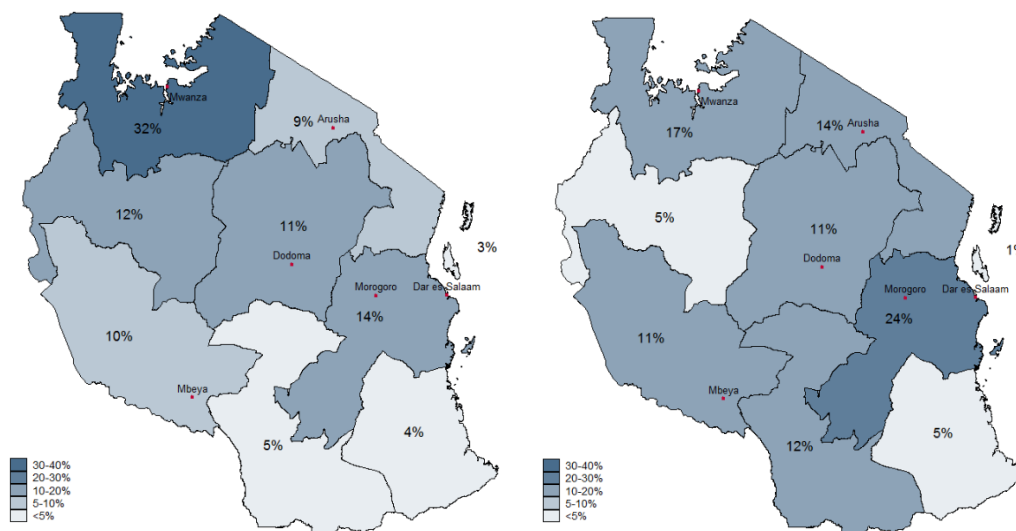 Mwanza
32%
9%
Arusha
12%
11%
3%
Dodoma
Morogoro
Dar es Salaam
14%
10%
Mbeya
5%
4%
30-40%
20-30%
10-20%
5-10%
<5%
Mwanza
17%
14%
Arusha
5%
11%
1%
Dodoma
Morogoro
Dar es Salaam
24%
11%
Mbeya
12%
5%
30-40%
20-30%
10-20%
5-10%
<5%